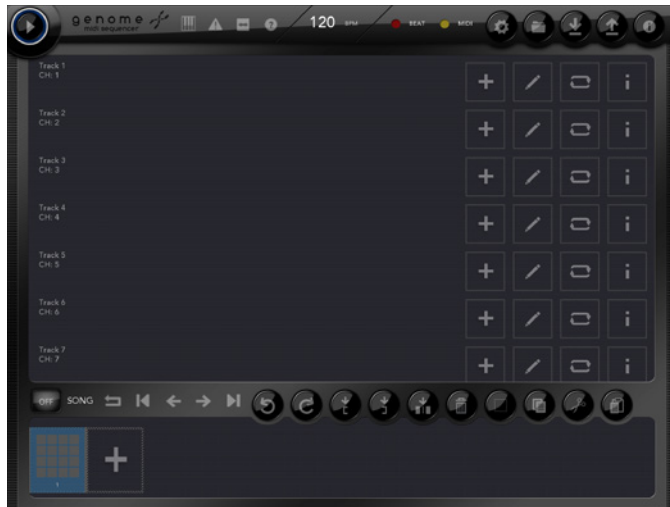 genome
midi sequencer
120 BPM
BEAT
MIDI
Track 1
CH: 1
Track 2
CH: 2
Track 3
CH: 3
Track 4
CH: 4
Track 5
CH: 5
Track 6
CH: 6
Track 7
CH: 7
OFF SONG
1